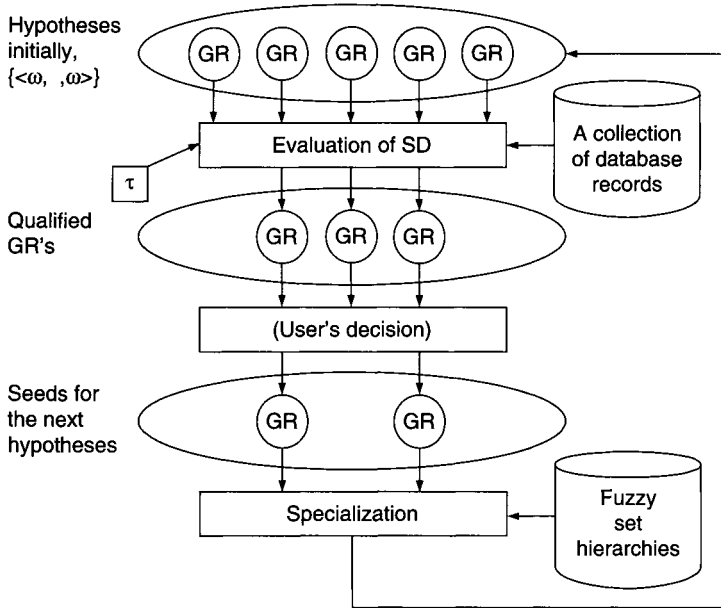 Hypotheses
initially,
{<ω, ,ω>}
GR GR GR GR GR
Evaluation of SD
A collection
of database
records
τ
Qualified
GR's
GR GR GR
(User's decision)
Seeds for
the next
hypotheses
GR GR
Specialization
Fuzzy
set
hierarchies